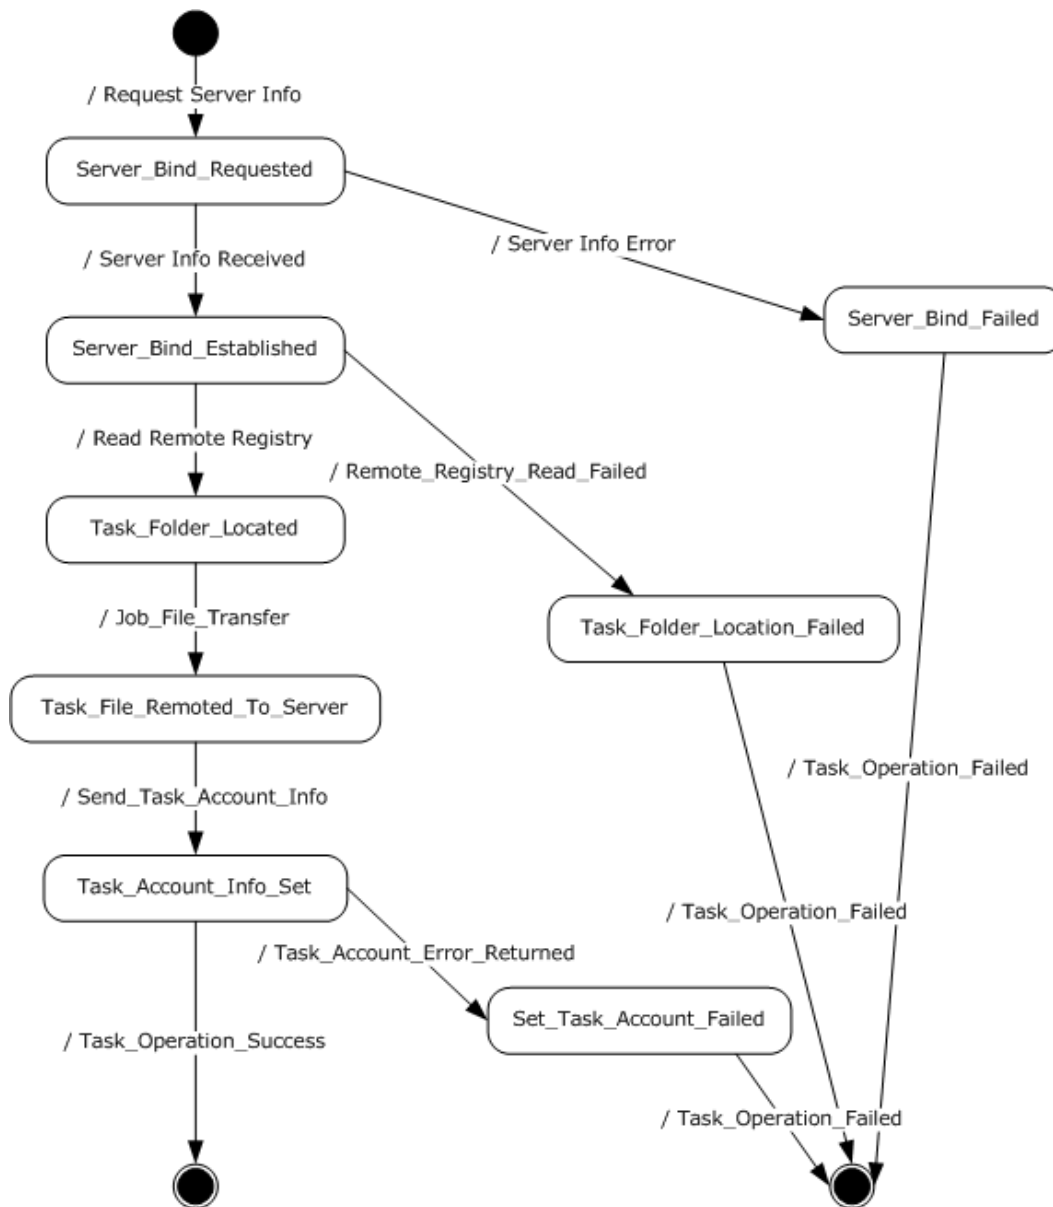 / Request Server Info
Server_Bind_Requested
/ Server Info Error
/ Server Info Received
Server_Bind_Failed
Server_Bind_Established
/ Read Remote Registry
/ Remote_Registry_Read_Failed
Task_Folder_Located
/ Job_File_Transfer
Task_Folder_Location_Failed
Task_File_Remoted_To_Server
/ Task_Operation_Failed
/ Send_Task_Account_Info
Task_Account_Info_Set
/ Task_Operation_Failed
/ Task_Account_Error_Returned
Set_Task_Account_Failed
/ Task_Operation_Success
/ Task_Operation_Failed